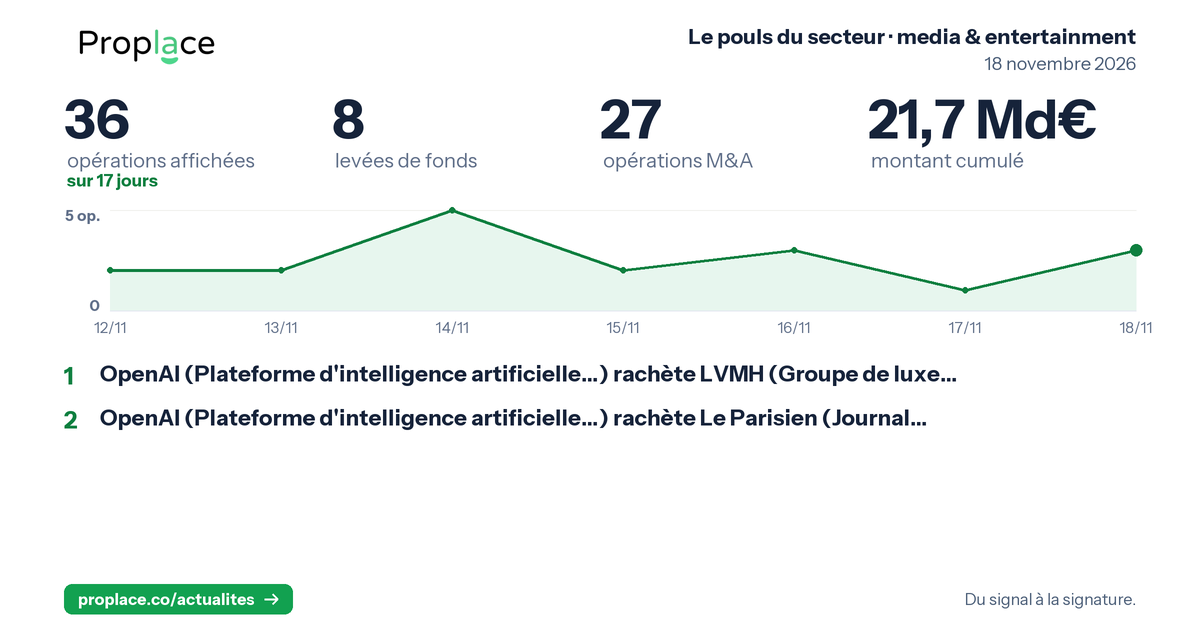 Proplace
Le pouls du secteur · media & entertainment
18 novembre 2026
36
opérations affichées
sur 17 jours
8
levées de fonds
27
opérations M&A
21,7 Md€
montant cumulé
5 op.
0
12/11
13/11
14/11
15/11
16/11
17/11
18/11
1 OpenAI (Plateforme d'intelligence artificielle...) rachète LVMH (Groupe de luxe...
2 OpenAI (Plateforme d'intelligence artificielle...) rachète Le Parisien (Journal...
proplace.co/actualites →
Du signal à la signature.